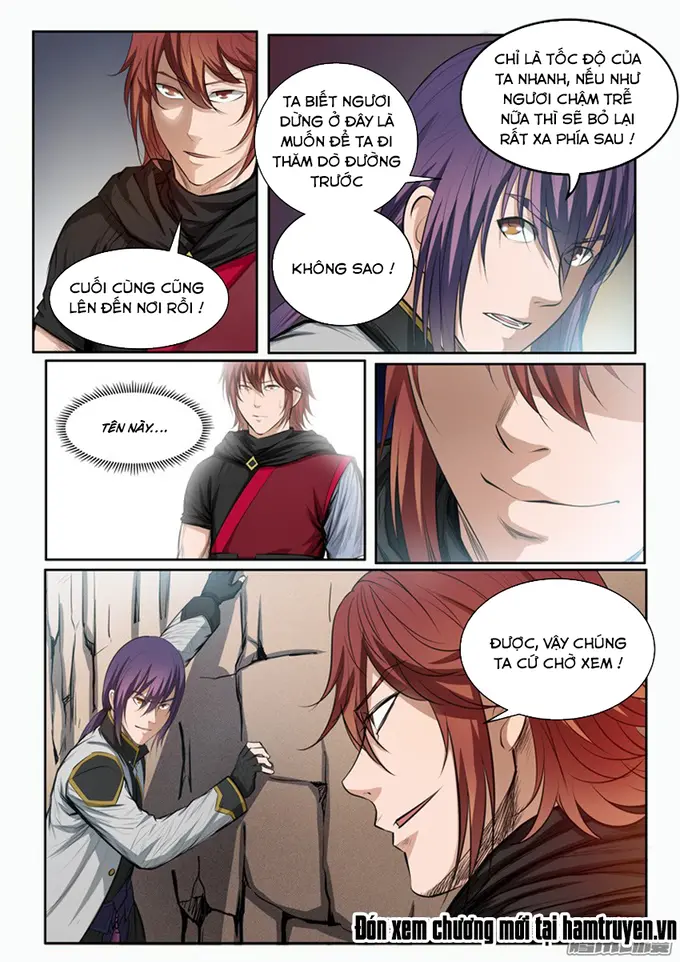 CUỐI CÙNG CŨNG
LÊN ĐẾN NƠI RỒI !
TA BIẾT NGƯƠI
DỪNG Ở ĐÂY LÀ
MUỐN ĐỂ TA ĐI
THĂM DÒ ĐƯỜNG
TRƯỚC
CHỈ LÀ TỐC ĐỘ CỦA
TA NHANH, NẾU NHƯ
NGƯƠI CHẬM TRỄ
NỮA THÌ SẼ BỎ LẠI
RẤT XA PHÍA SAU !
KHÔNG SAO !
TÊN NÀY....
ĐƯỢC, VẬY CHÚNG
TA CỨ CHỜ XEM !
Đón xem chương mới tại hamtruyen.vn